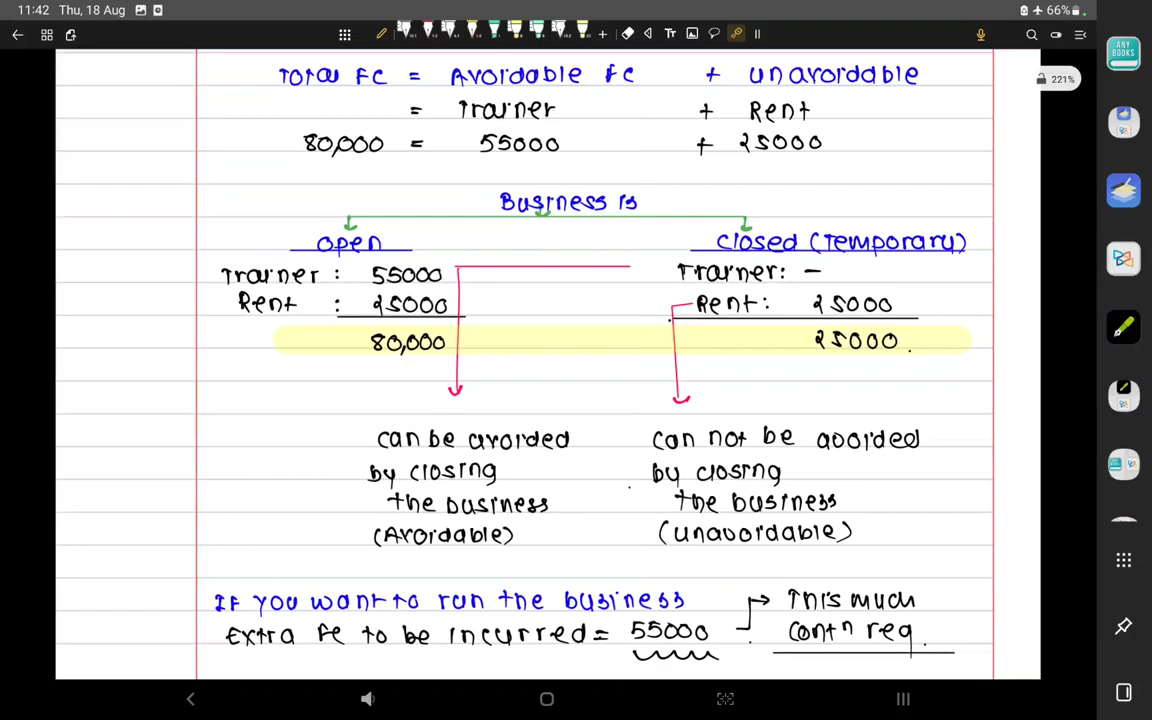 11:42 Thu, 18 Aug
66%
Tт
ANY BOOKS
221%
Total FC = Avoidable FC + unavoidable
= Trainer + Rent
80,000 = 55000 + 25000
Business is
open closed (Temporary)
Trainer : 55000 Trainer: –
Rent : 25000 Rent: 25000
80,000 25000.
can be avoided can not be avoided
by closing by closing
the business the business
(Avoidable) (unavoidable)
If you want to run the business → This much
Extra Fc to be incurred = 55000 contn req.